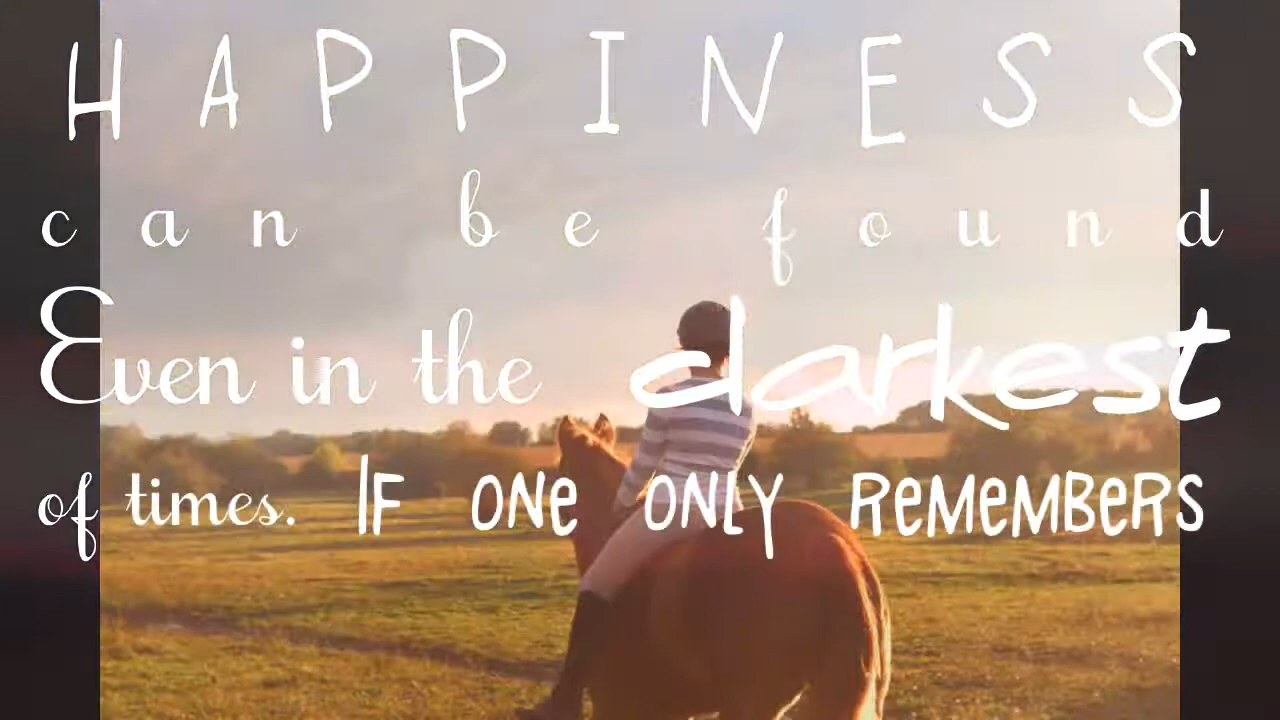 HAPPINESS
can be found
Even in the darkest
of times. IF ONe ONLY ReMeMBeRS